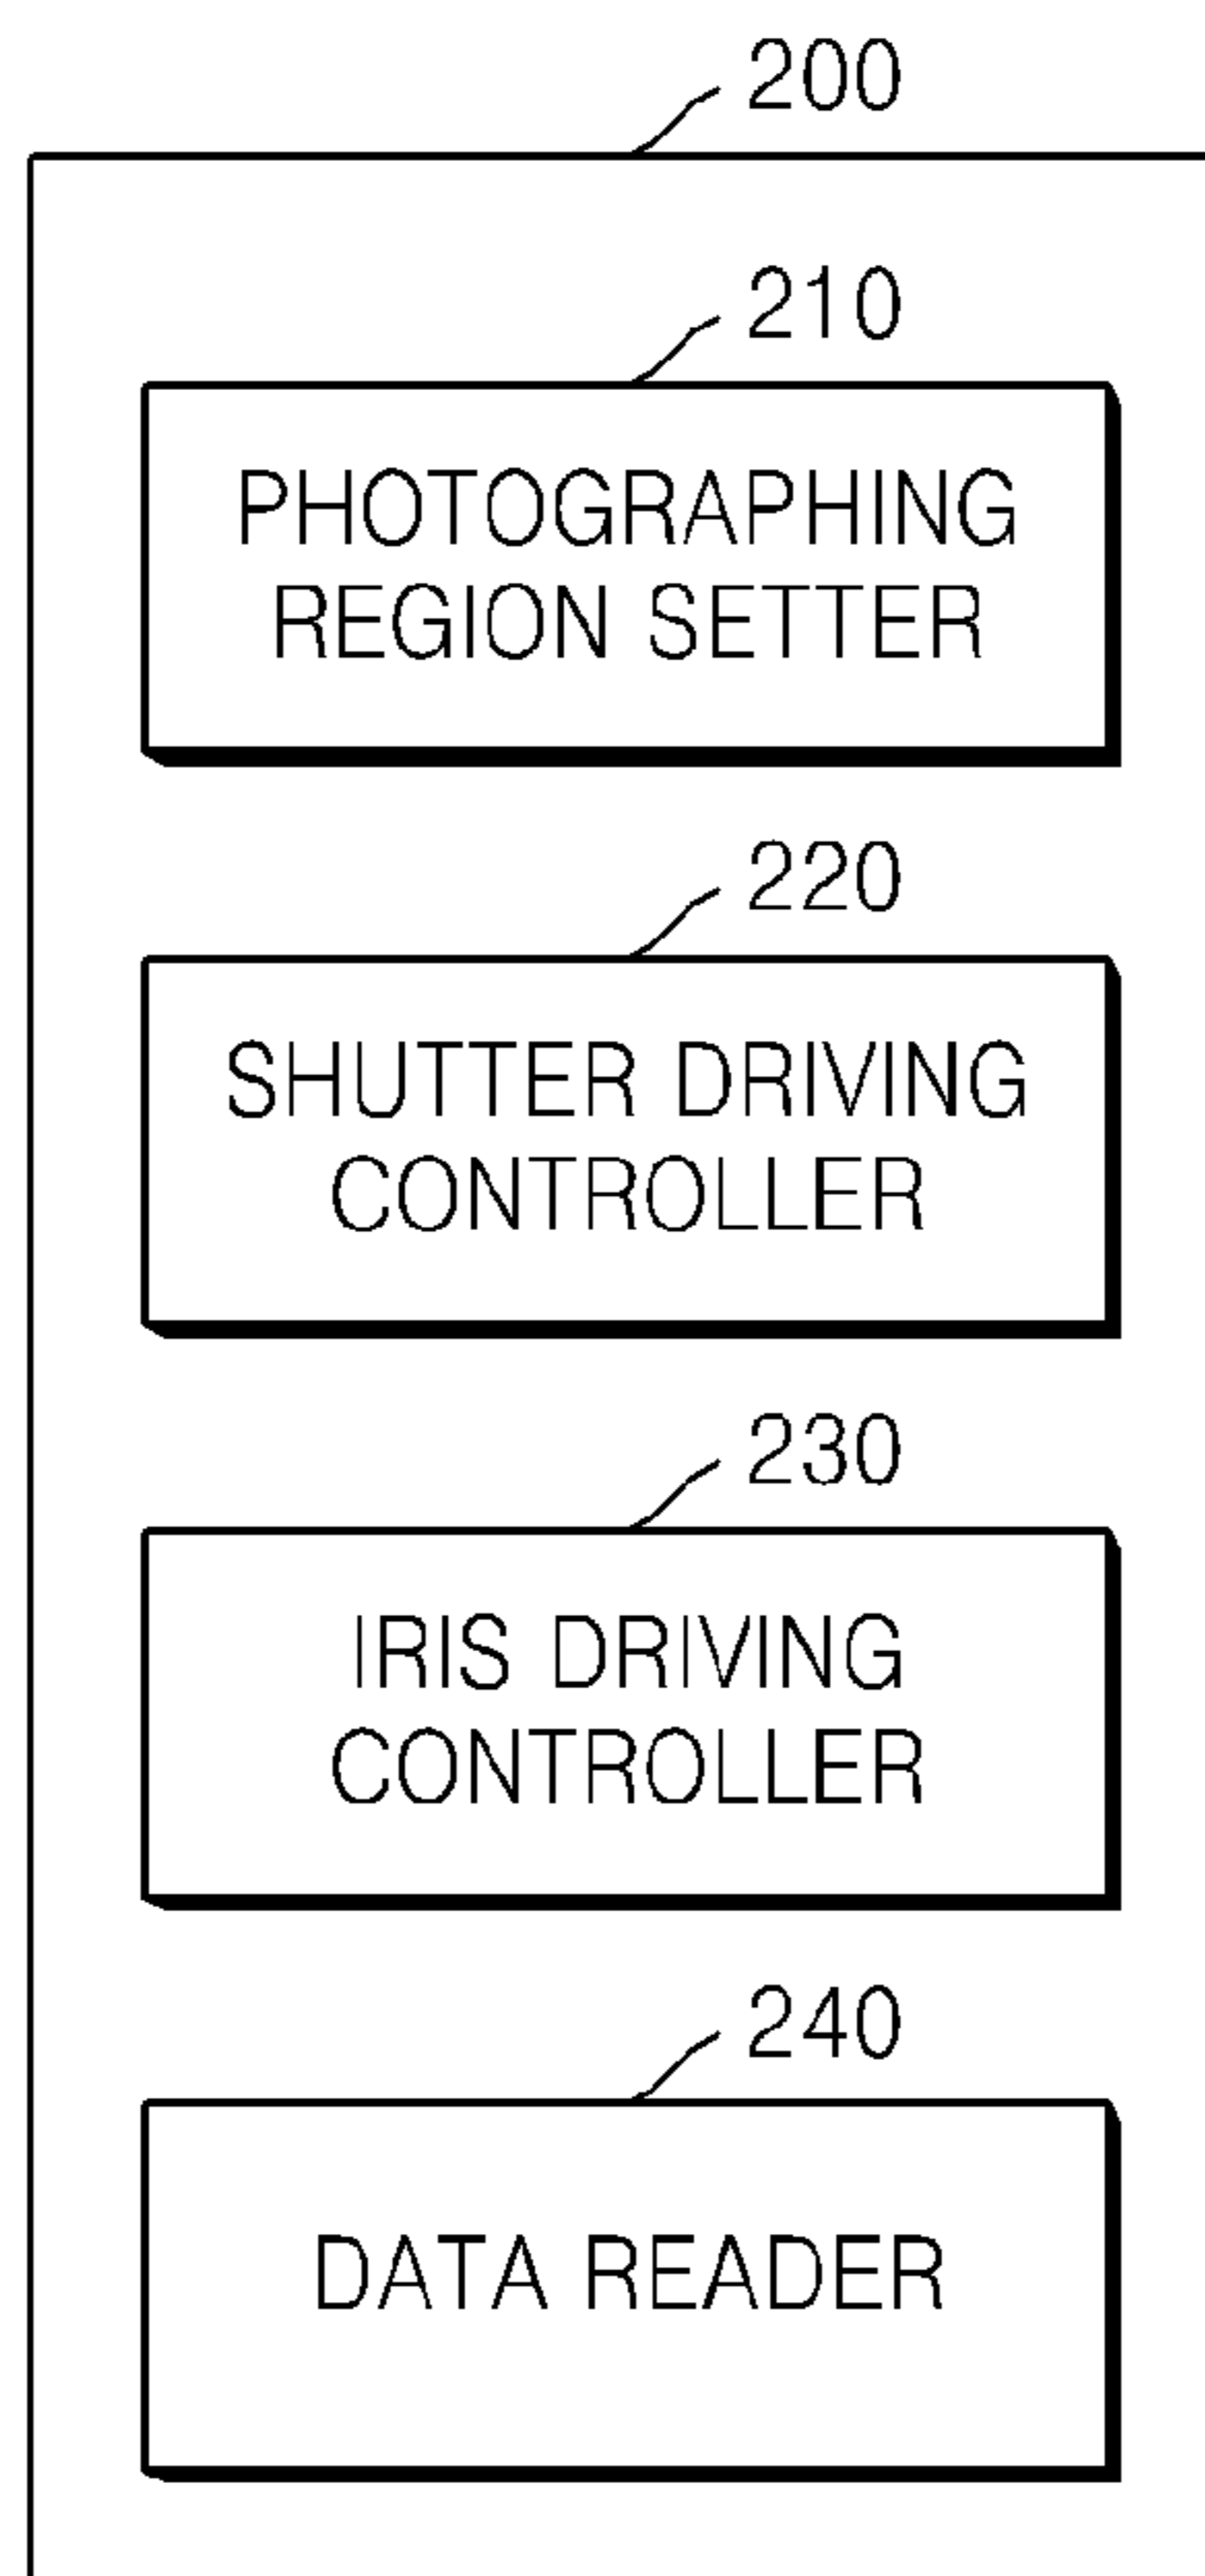 200
210
PHOTOGRAPHING
REGION SETTER
220
SHUTTER DRIVING
CONTROLLER
230
IRIS DRIVING
CONTROLLER
240
DATA READER